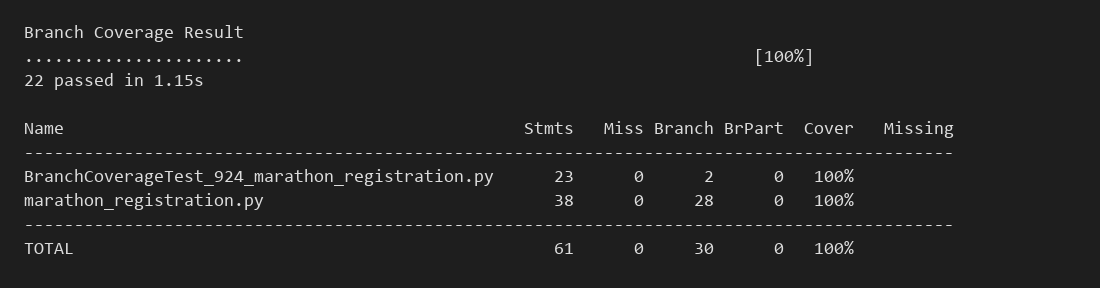 Branch Coverage Result
...................... [100%]
22 passed in 1.15s
Name Stmts Miss Branch BrPart Cover Missing
---------------------------------------------------------------------------------------------
BranchCoverageTest_924_marathon_registration.py 23 0 2 0 100%
marathon_registration.py 38 0 28 0 100%
---------------------------------------------------------------------------------------------
TOTAL 61 0 30 0 100%